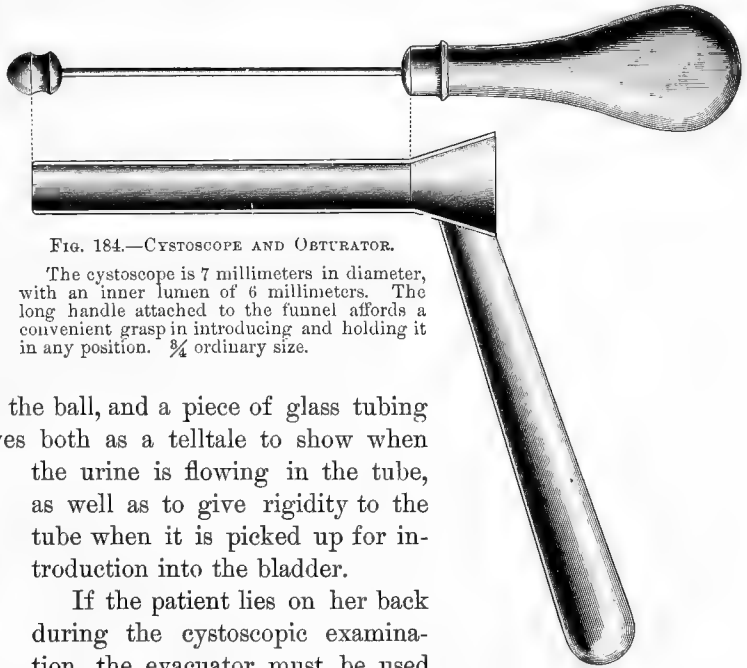 FIG. 184.—CYSTOSCOPE AND OBTURATOR.
The cystoscope is 7 millimeters in diameter,
with an inner lumen of 6 millimeters. The
long handle attached to the funnel affords a
convenient grasp in introducing and holding it
in any position. ¾ ordinary size.
the ball, and a piece of glass tubing
both as a telltale to show when
the urine is flowing in the tube,
as well as to give rigidity to the
tube when it is picked up for in-
troduction into the bladder.
If the patient lies on her back
during the cystoscopic examina-
tion, the evacuator must be used